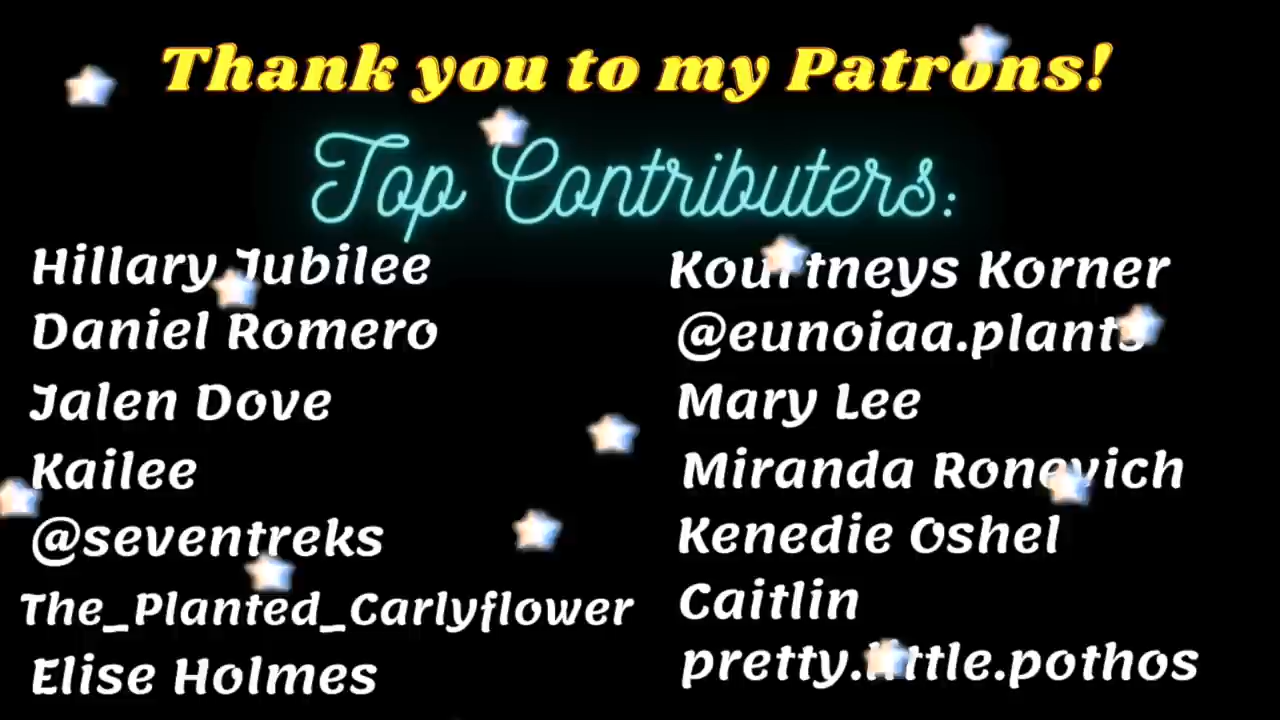 Thank you to my Patrons!
Top Contributers:
Hillary Jubilee
Daniel Romero
Jalen Dove
Kailee
@seventreks
The_Planted_Carlyflower
Elise Holmes
Kourtneys Korner
@eunoiaa.plants
Mary Lee
Miranda Ronevich
Kenedie Oshel
Caitlin
pretty.little.pothos